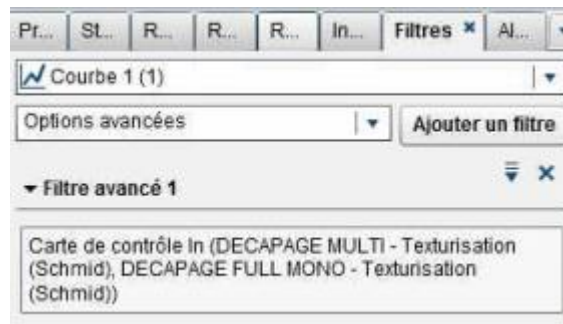 Pr... St... R... R... R... In... Filtres × Al...
Courbe 1 (1)
Options avancées Ajouter un filtre
Filtre avancé 1
Carte de contrôle In (DECAPAGE MULTI - Texturisation
(Schmid), DECAPAGE FULL MONO - Texturisation
(Schmid))